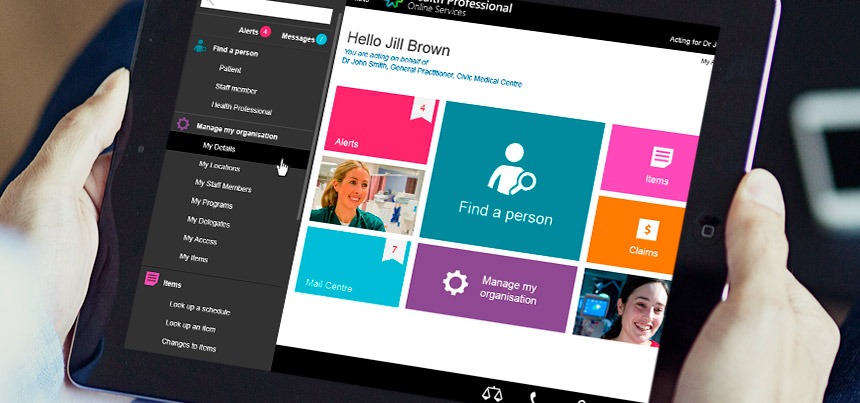 Professional
Online Services
Alerts 4 Messages 7
Find a person
Patient
Staff member
Health Professional
Manage my organisation
My Details
My Locations
My Staff Members
My Programs
My Delegates
My Access
My Items
Items
Look up a schedule
Look up an item
Changes to items
Acting for Dr J
My
Hello Jill Brown
You are acting on behalf of
Dr John Smith, General Practitioner, Civic Medical Centre
4
Alerts
Find a person
Items
Claims
7
Mail Centre
Manage my
organisation